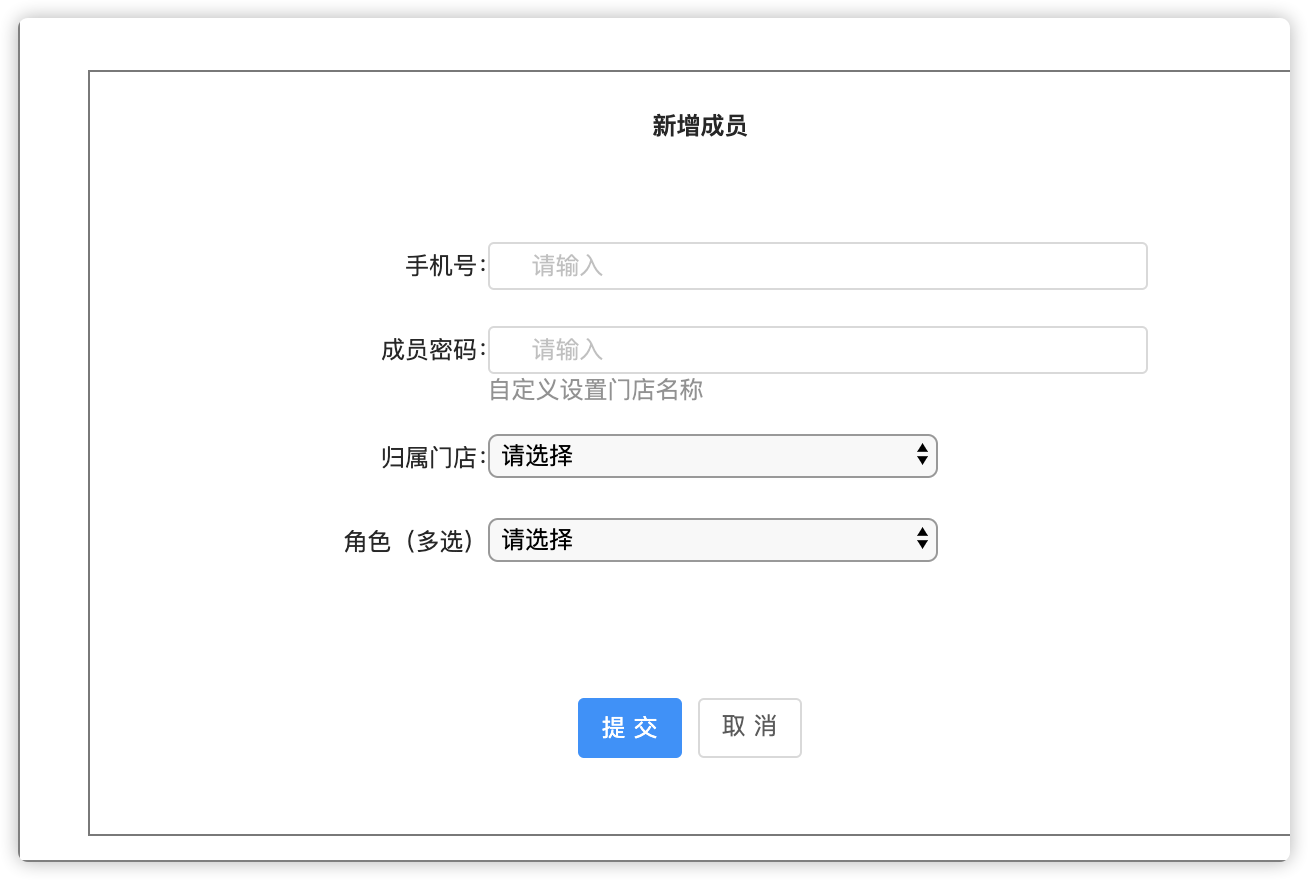 新增成员
手机号: 请输入
成员密码: 请输入
自定义设置门店名称
归属门店: 请选择
角色（多选） 请选择
提 交 取 消